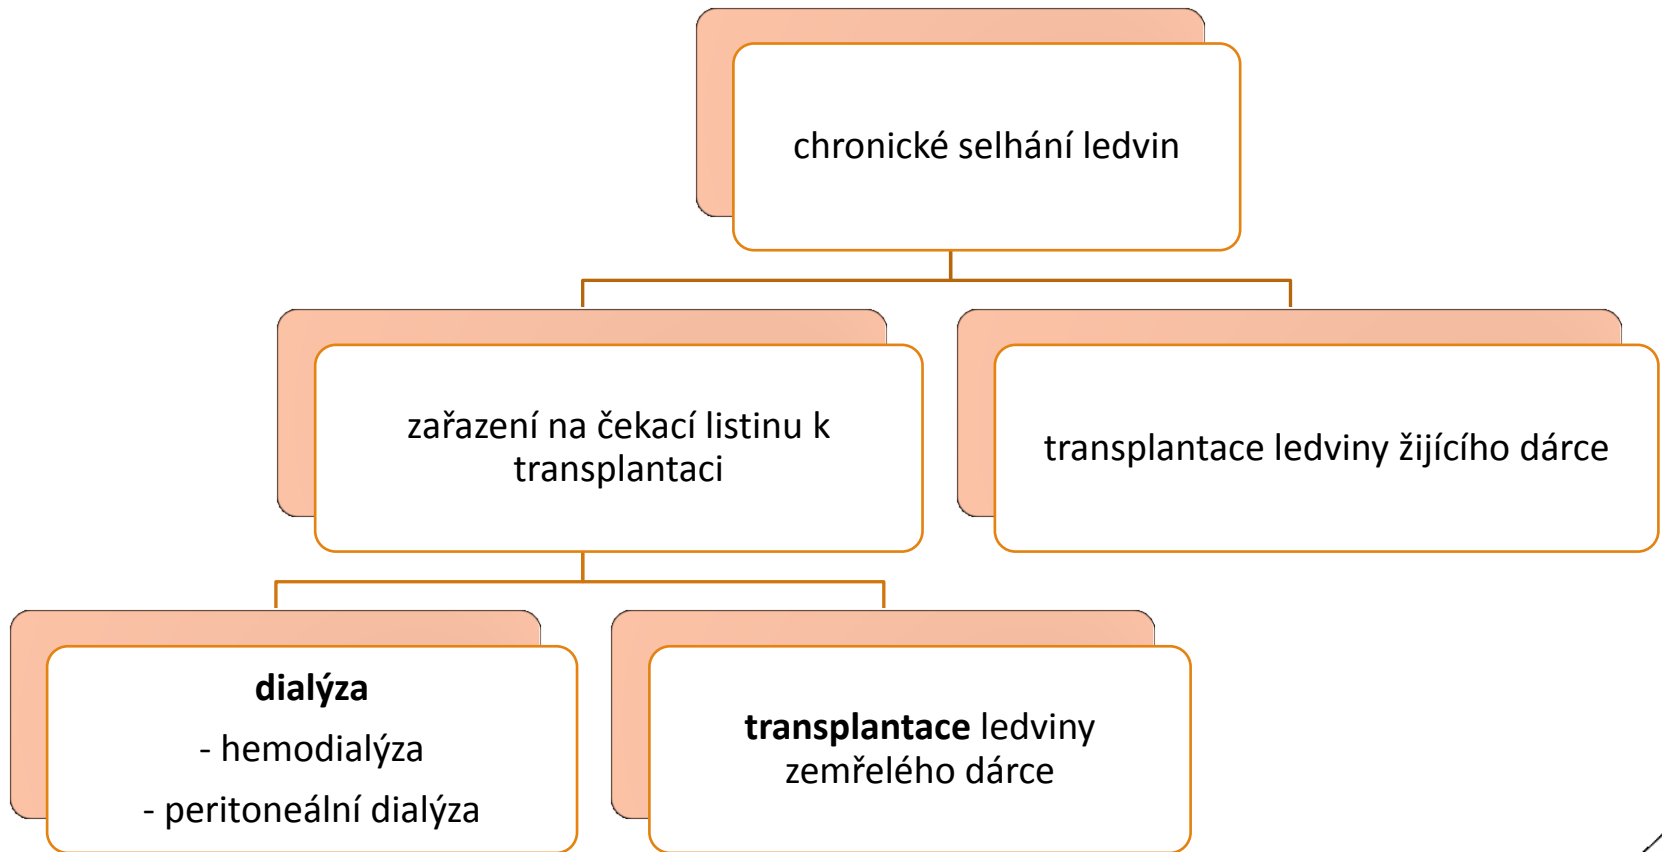 chronické selhání ledvin
zařazení na čekací listinu k
transplantaci
transplantace ledviny žijícího dárce
dialýza
- hemodialýza
- peritoneální dialýza
transplantace ledviny
zemřelého dárce